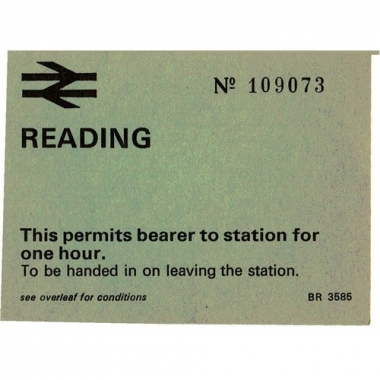 Nº 109073
READING
This permits bearer to station for
one hour.
To be handed in on leaving the station.
see overleaf for conditions BR 3585